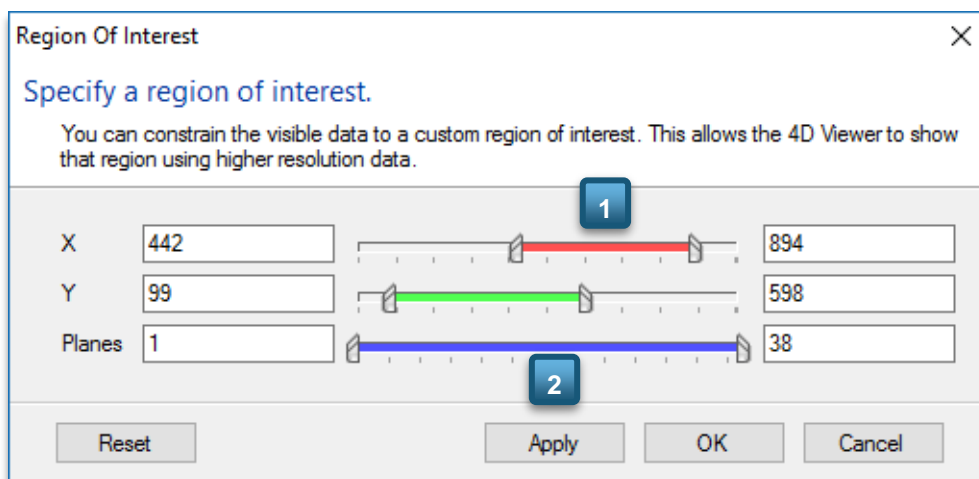 Region Of Interest
Specify a region of interest.
You can constrain the visible data to a custom region of interest. This allows the 4D Viewer to show
that region using higher resolution data.
1
X 442 894
Y 99 598
Planes 1 38
2
Reset Apply OK Cancel